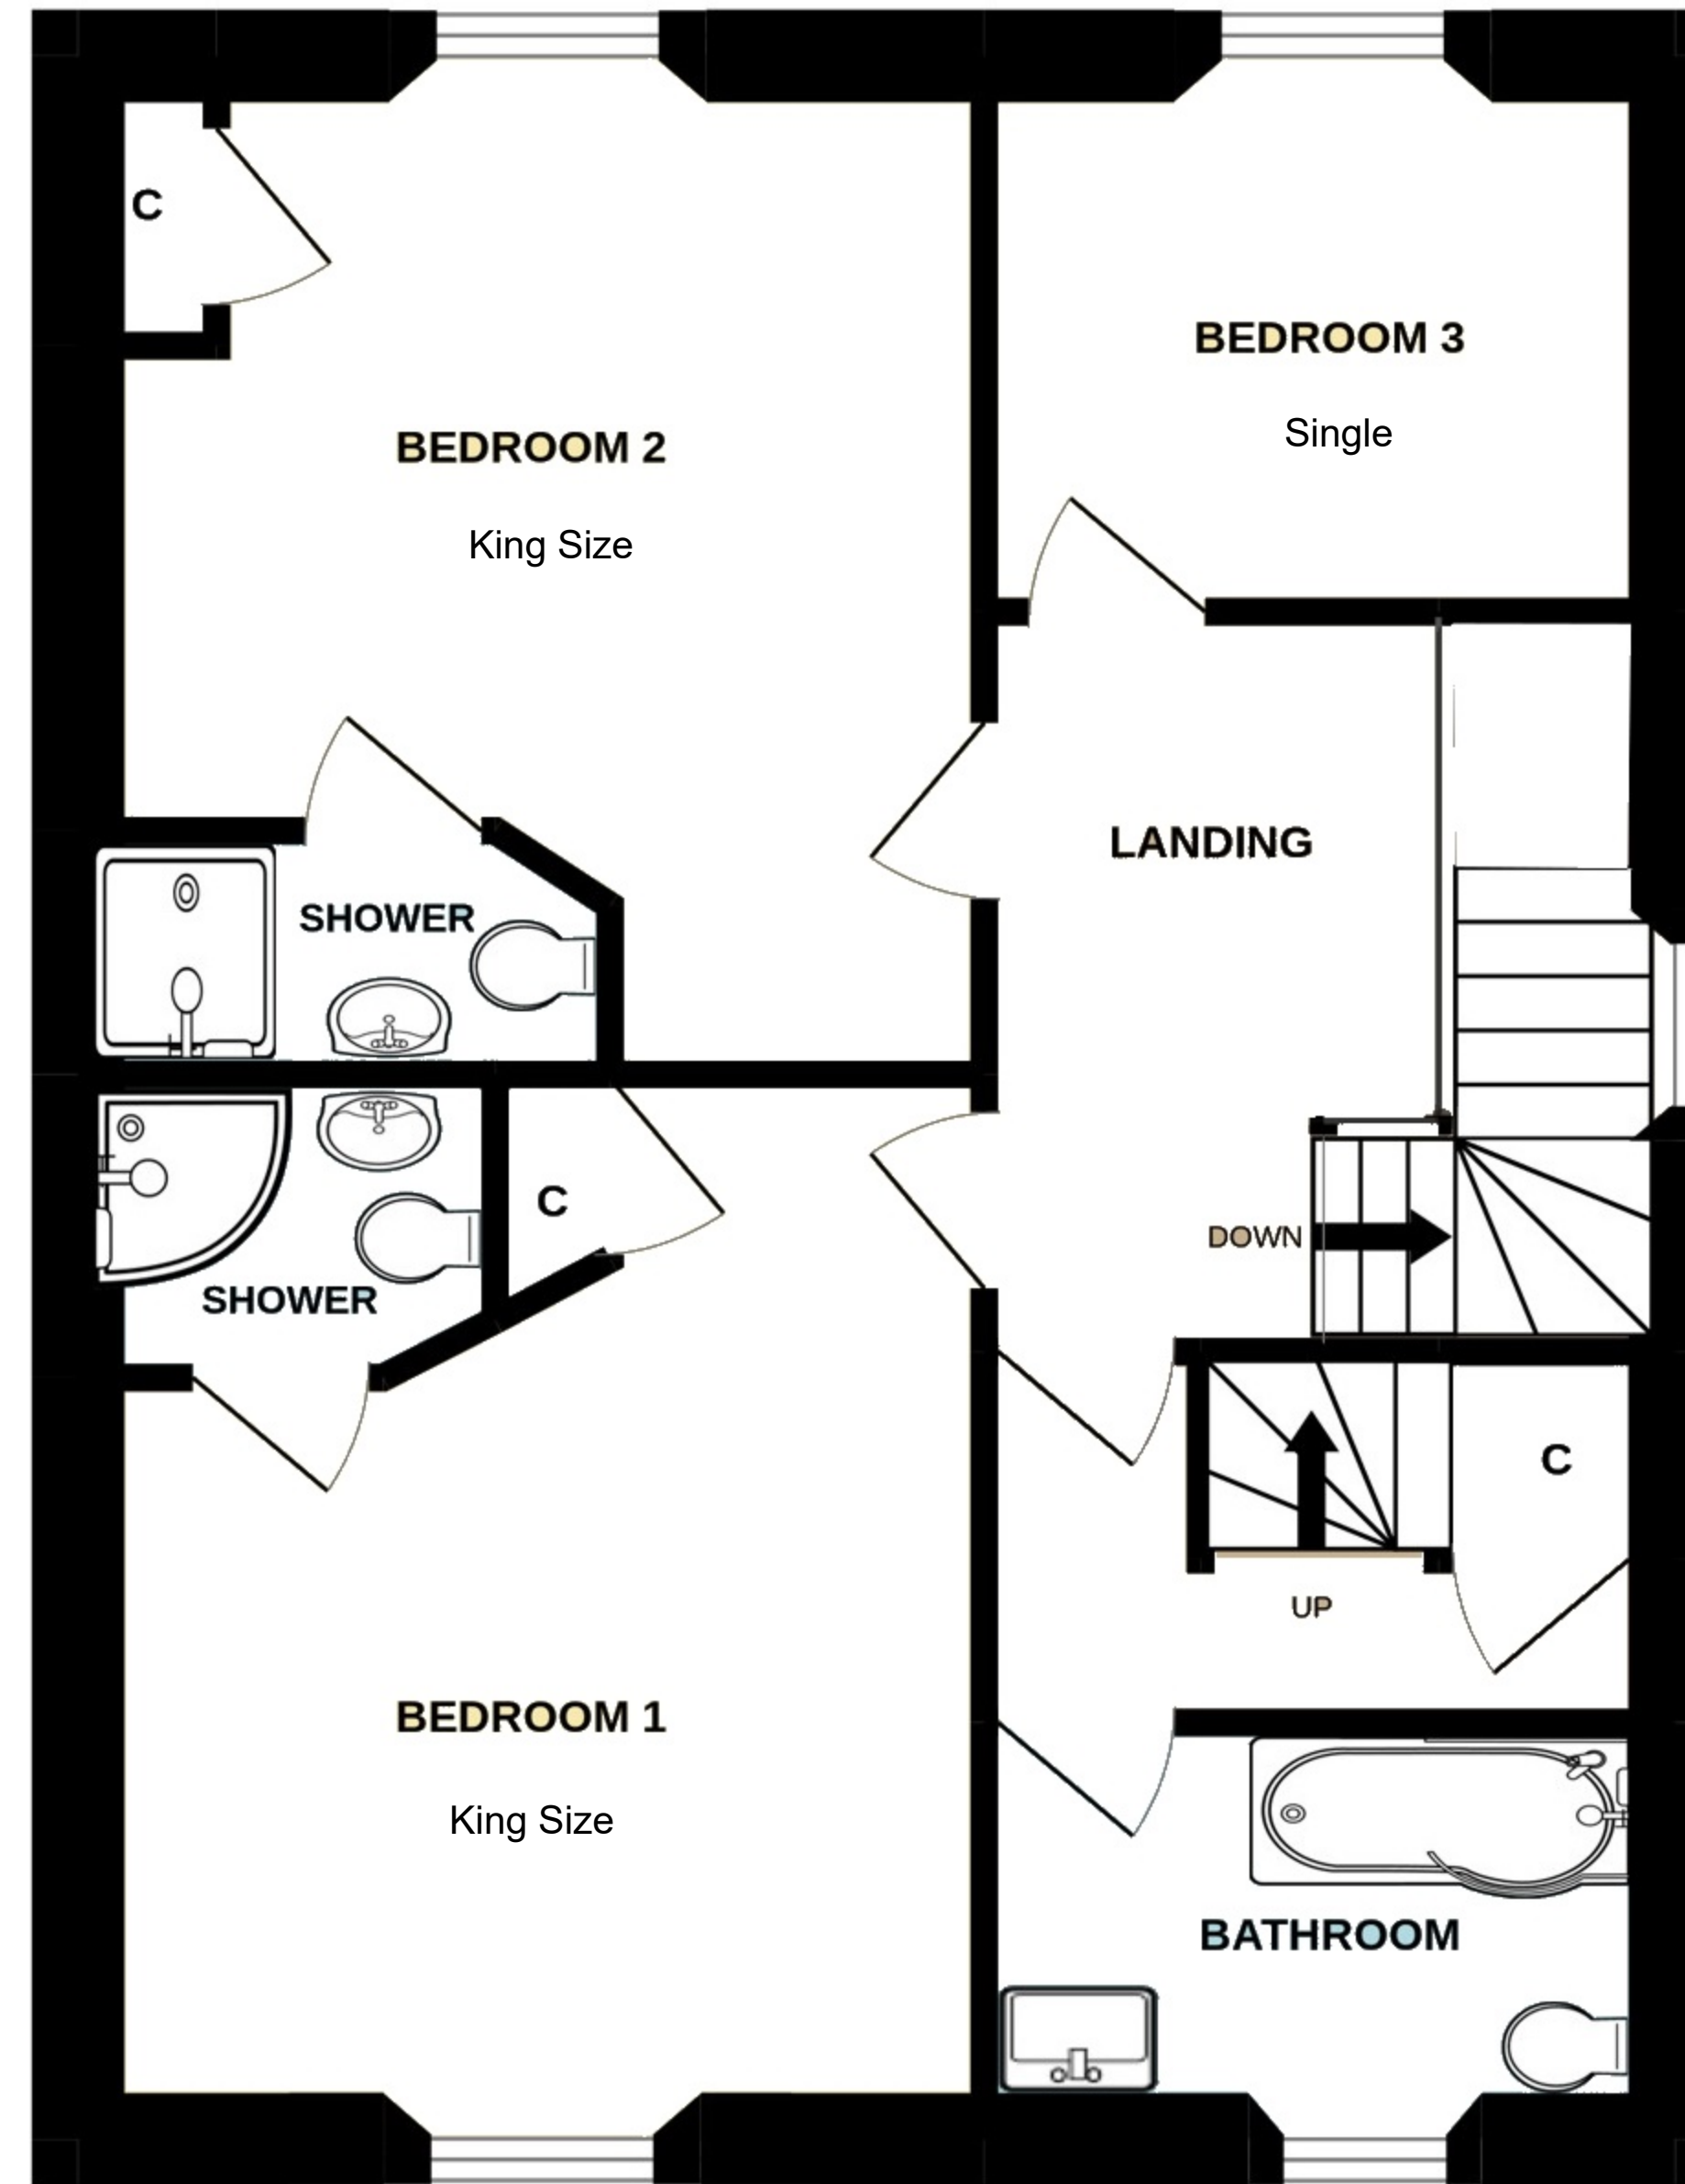 C
BEDROOM 3
Single
BEDROOM 2
King Size
LANDING
SHOWER
C
DOWN
SHOWER
C
UP
BEDROOM 1
King Size
BATHROOM